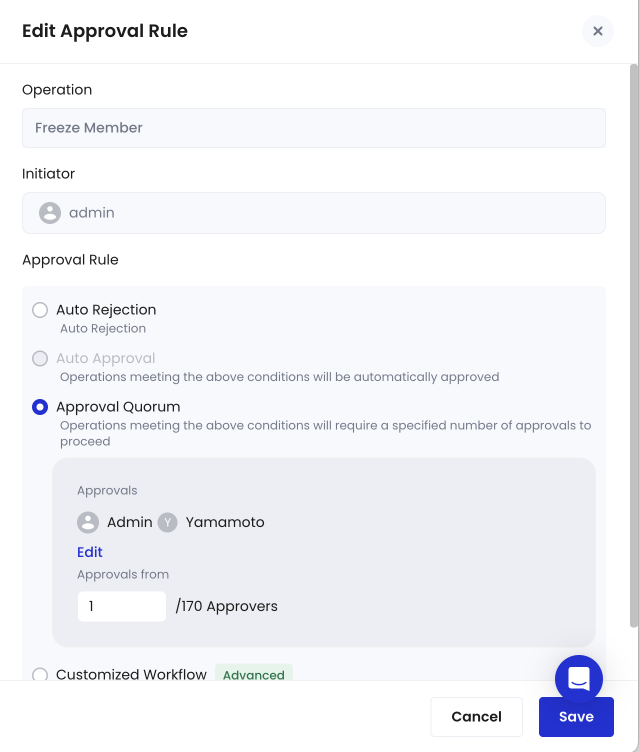 Edit Approval Rule
Operation
Freeze Member
Initiator
admin
Approval Rule
Auto Rejection
Auto Rejection
Auto Approval
Operations meeting the above conditions will be automatically approved
Approval Quorum
Operations meeting the above conditions will require a specified number of approvals to
proceed
Approvals
Admin Y Yamamoto
Edit
Approvals from
1 /170 Approvers
Customized Workflow Advanced
Cancel Save